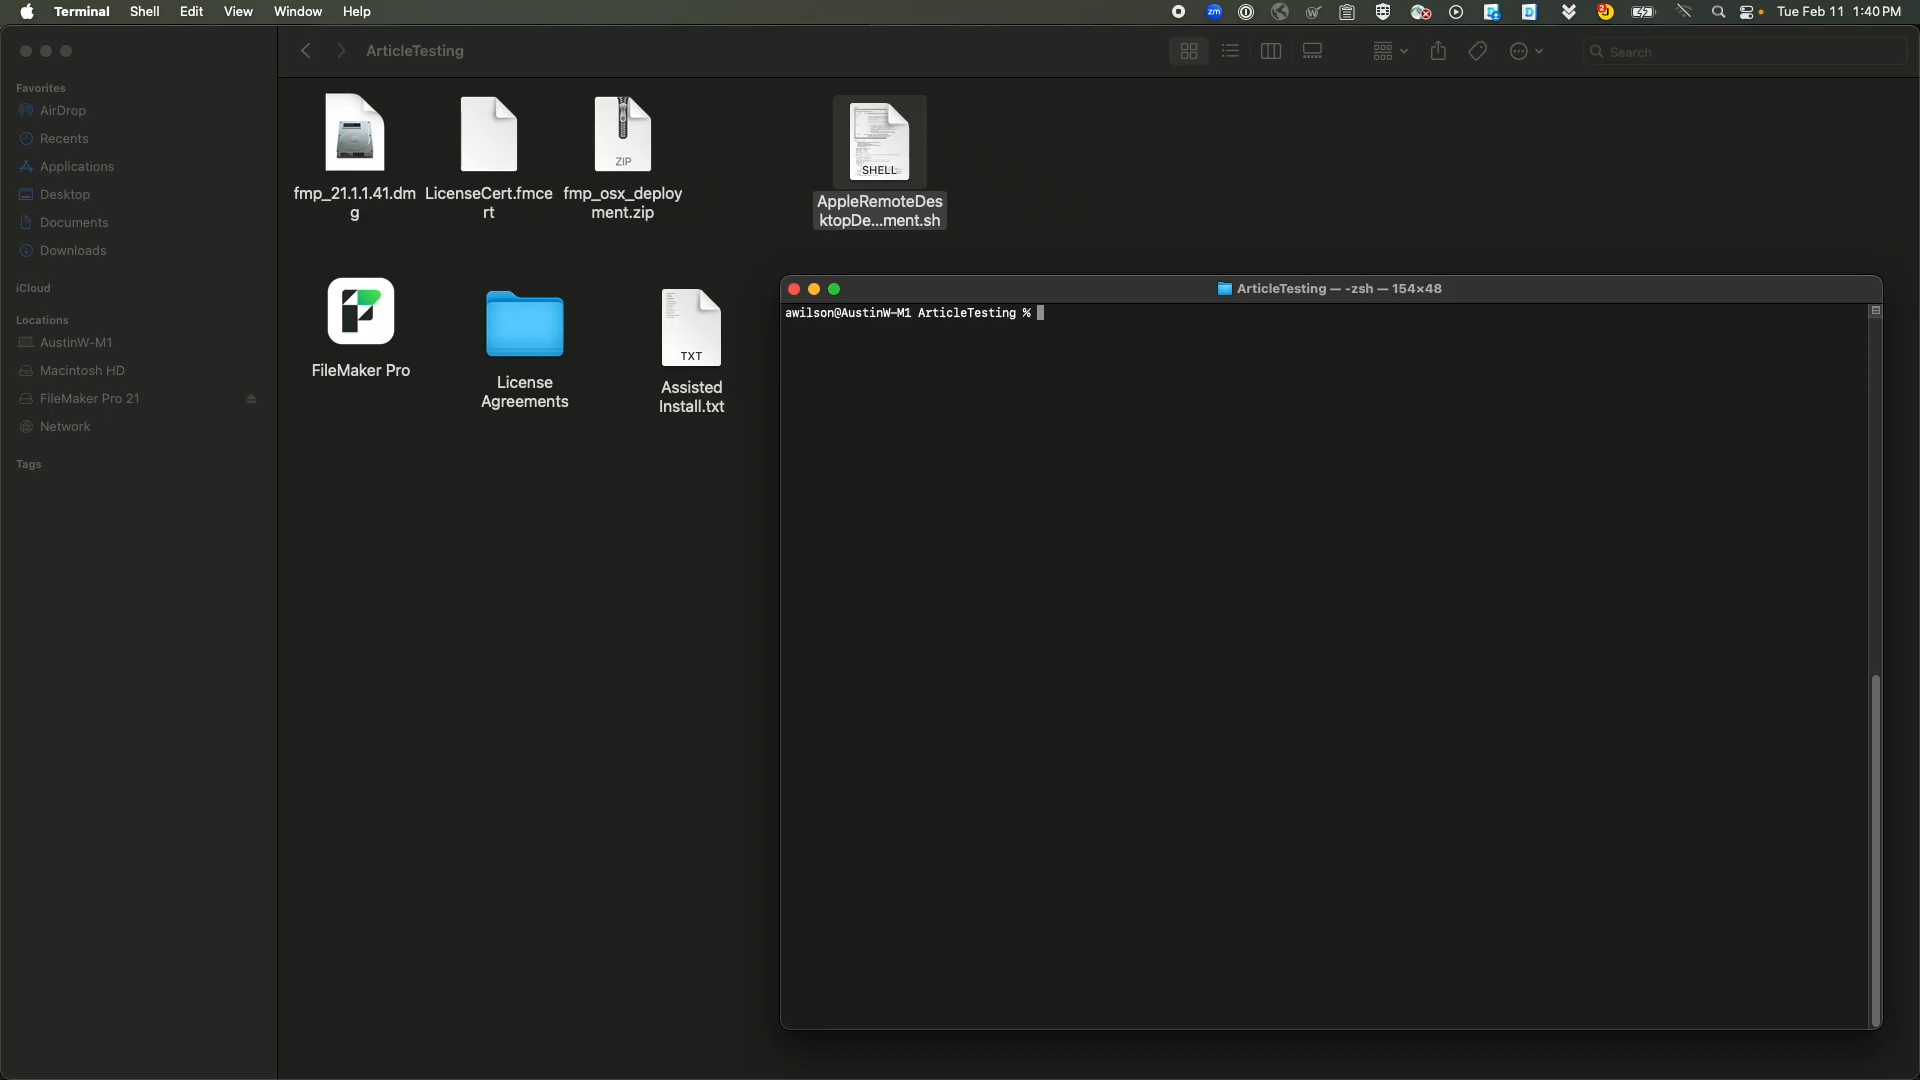 Terminal Shell Edit View Window Help
zm
2
Tue Feb 11 1:40 PM
ArticleTesting
Search
Favorites
AirDrop
Recents
Applications
Desktop
Documents
Downloads
iCloud
Locations
AustinW-M1
Macintosh HD
FileMaker Pro 21
Network
Tags
fmp_21.1.1.41.dm
g
LicenseCert.fmce
rt
ZIP
fmp_osx_deploy
ment.zip
SHELL
AppleRemoteDes
ktopDe...ment.sh
FileMaker Pro
License
Agreements
TXT
Assisted
Install.txt
ArticleTesting — -zsh — 154×48
awilson@AustinW-M1 ArticleTesting %